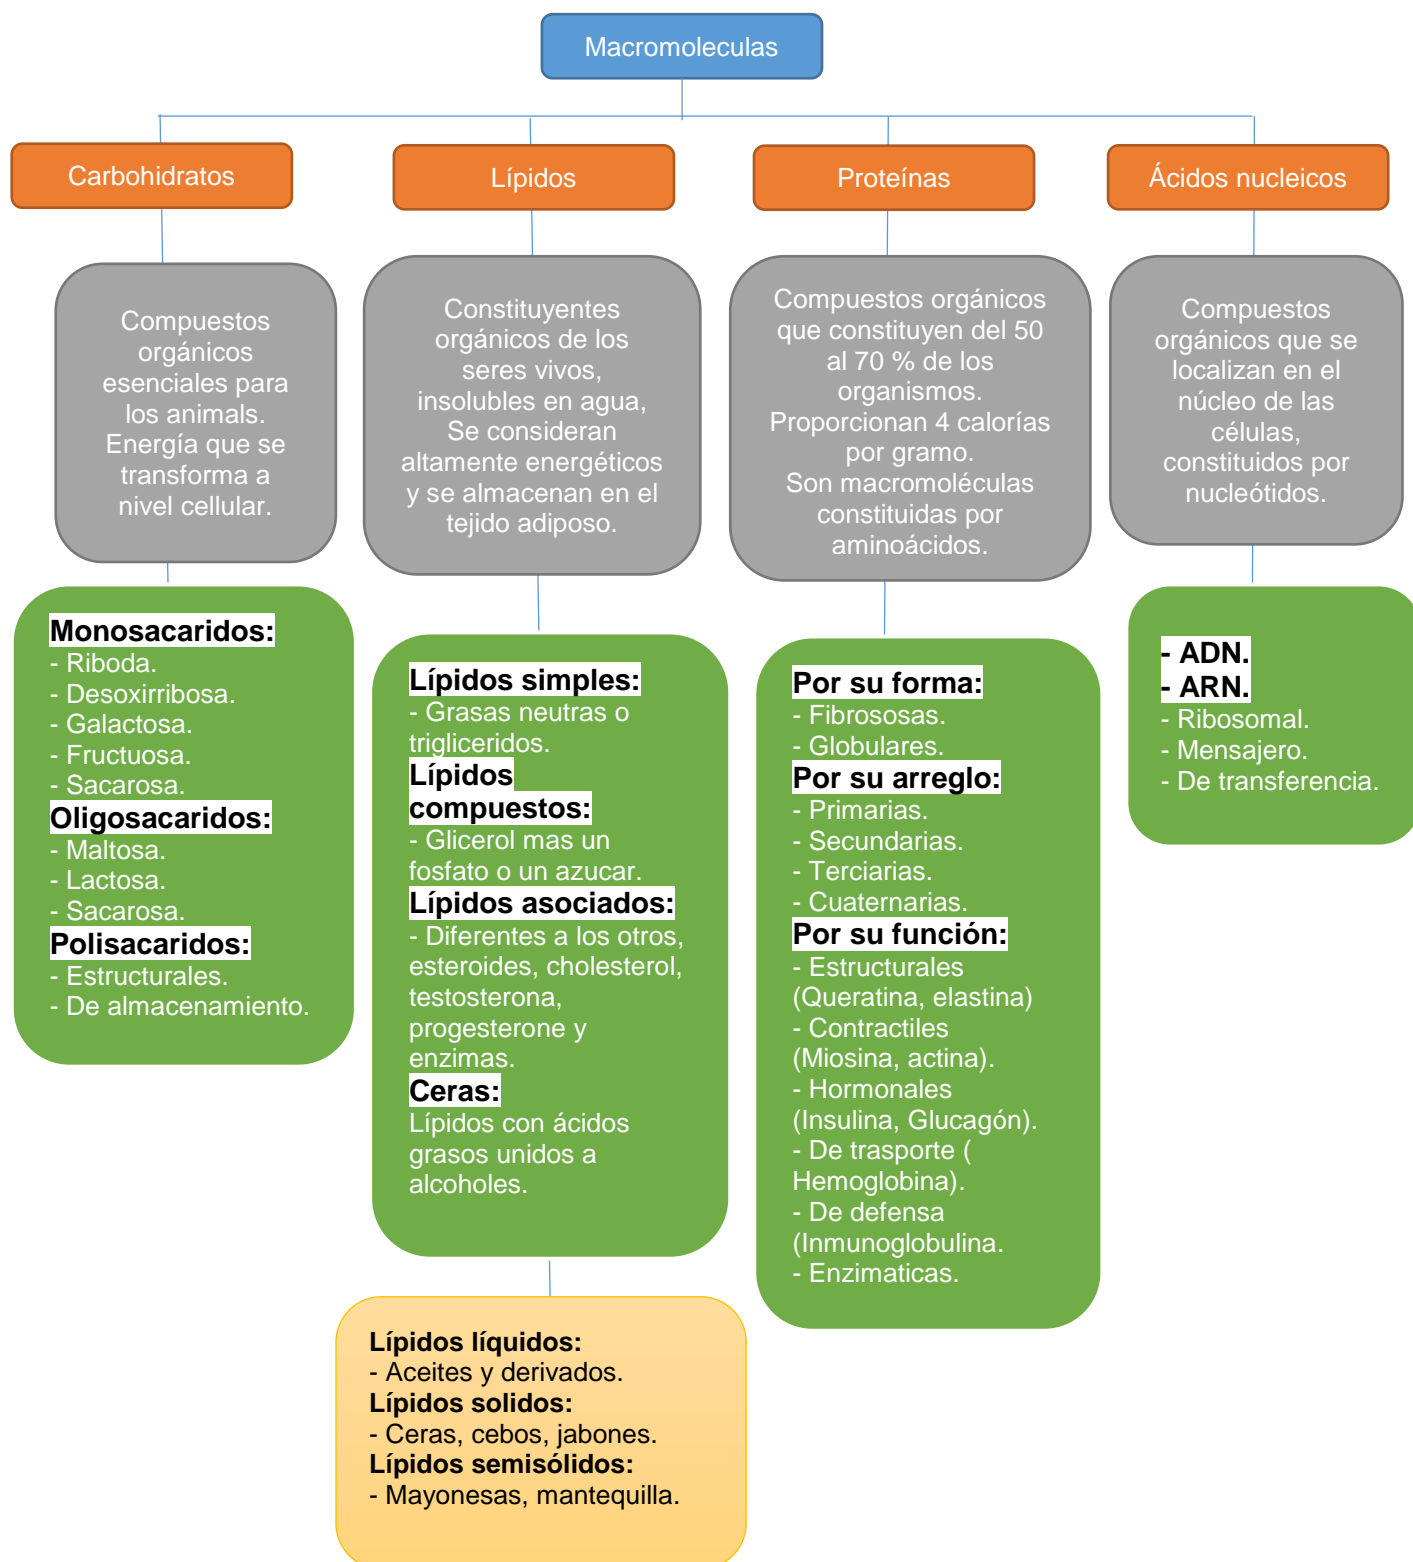 Macromoleculas
Carbohidratos
Lípidos
Proteínas
Ácidos nucleicos
Compuestos
orgánicos
esenciales para
los animals.
Energía que se
transforma a
nivel cellular.
Constituyentes
orgánicos de los
seres vivos,
insolubles en agua,
Se consideran
altamente energéticos
y se almacenan en el
tejido adiposo.
Compuestos orgánicos
que constituyen del 50
al 70 % de los
organismos.
Proporcionan 4 calorías
por gramo.
Son macromoléculas
constituidas por
aminoácidos.
Compuestos
orgánicos que se
localizan en el
núcleo de las
células,
constituidos por
nucleótidos.
Monosacaridos:
- Riboda.
- Desoxirribosa.
- Galactosa.
- Fructuosa.
- Sacarosa.
Oligosacaridos:
- Maltosa.
- Lactosa.
- Sacarosa.
Polisacaridos:
- Estructurales.
- De almacenamiento.
Lípidos simples:
- Grasas neutras o
trigliceridos.
Lípidos
compuestos:
- Glicerol mas un
fosfato o un azucar.
Lípidos asociados:
- Diferentes a los otros,
esteroides, cholesterol,
testosterona,
progesterone y
enzimas.
Ceras:
Lípidos con ácidos
grasos unidos a
alcoholes.
Por su forma:
- Fibrososas.
- Globulares.
Por su arreglo:
- Primarias.
- Secundarias.
- Terciarias.
- Cuaternarias.
Por su función:
- Estructurales
(Queratina, elastina)
- Contractiles
(Miosina, actina).
- Hormonales
(Insulina, Glucagón).
- De trasporte (
Hemoglobina).
- De defensa
(Inmunoglobulina.
- Enzimaticas.
- ADN.
- ARN.
- Ribosomal.
- Mensajero.
- De transferencia.
Lípidos líquidos:
- Aceites y derivados.
Lípidos solidos:
- Ceras, cebos, jabones.
Lípidos semisólidos:
- Mayonesas, mantequilla.